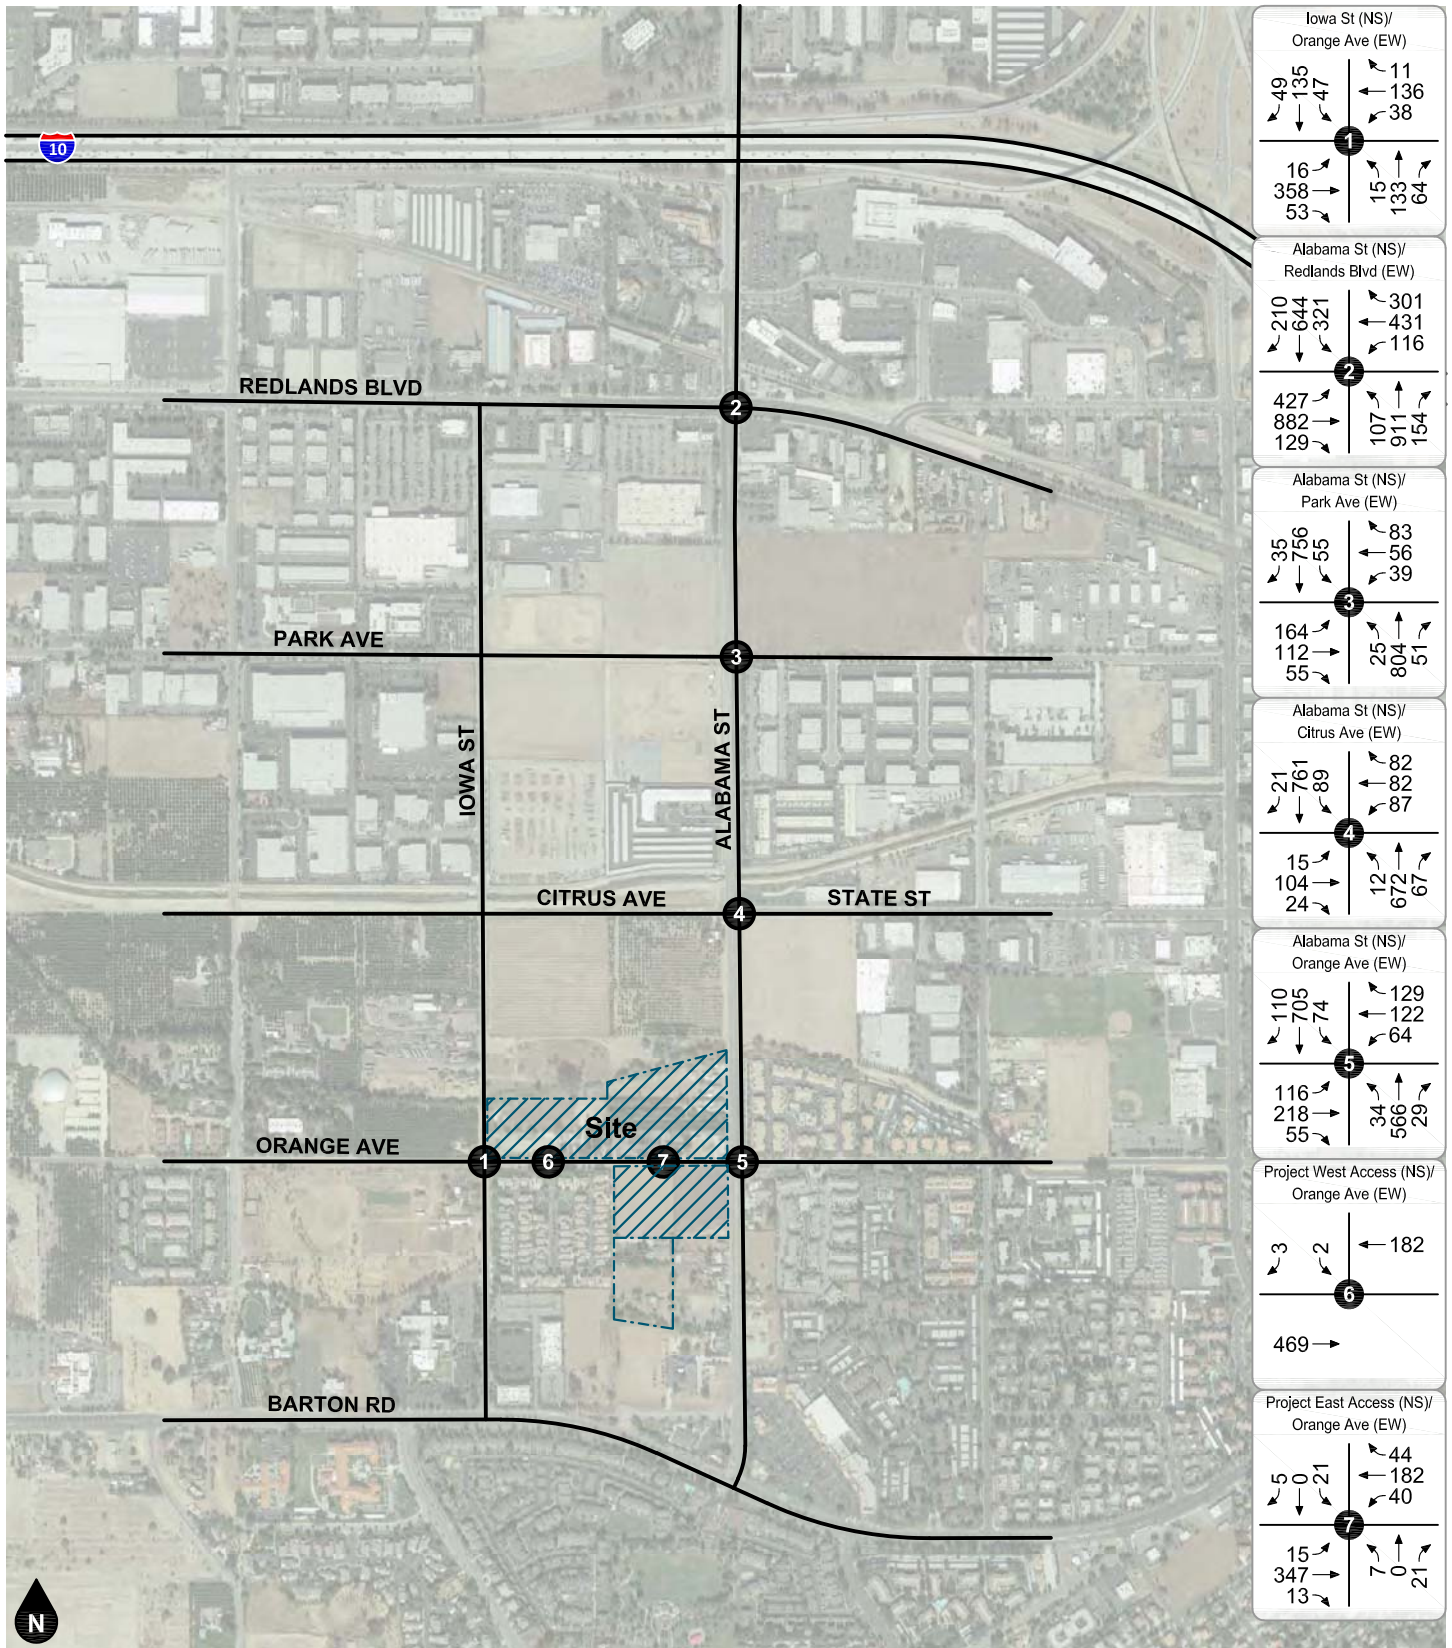 10
REDLANDS BLVD
2
PARK AVE
3
IOWA ST
ALABAMA ST
CITRUS AVE
4
STATE ST
Site
ORANGE AVE
1
6
7
5
BARTON RD
N
Iowa St (NS)/
Orange Ave (EW)
49 135 47
11
136
38
1
16
358
53
15 133 64
Alabama St (NS)/
Redlands Blvd (EW)
210 644 321
301
431
116
2
427
882
129
107 911 154
Alabama St (NS)/
Park Ave (EW)
35 756 55
83
56
39
3
164
112
55
25 804 51
Alabama St (NS)/
Citrus Ave (EW)
21 761 89
82
82
87
4
15
104
24
12 672 67
Alabama St (NS)/
Orange Ave (EW)
110 705 74
129
122
64
5
116
218
55
34 566 29
Project West Access (NS)/
Orange Ave (EW)
3 2
182
6
469
Project East Access (NS)/
Orange Ave (EW)
5 0 21
44
182
40
7
15
347
13
7 0 21